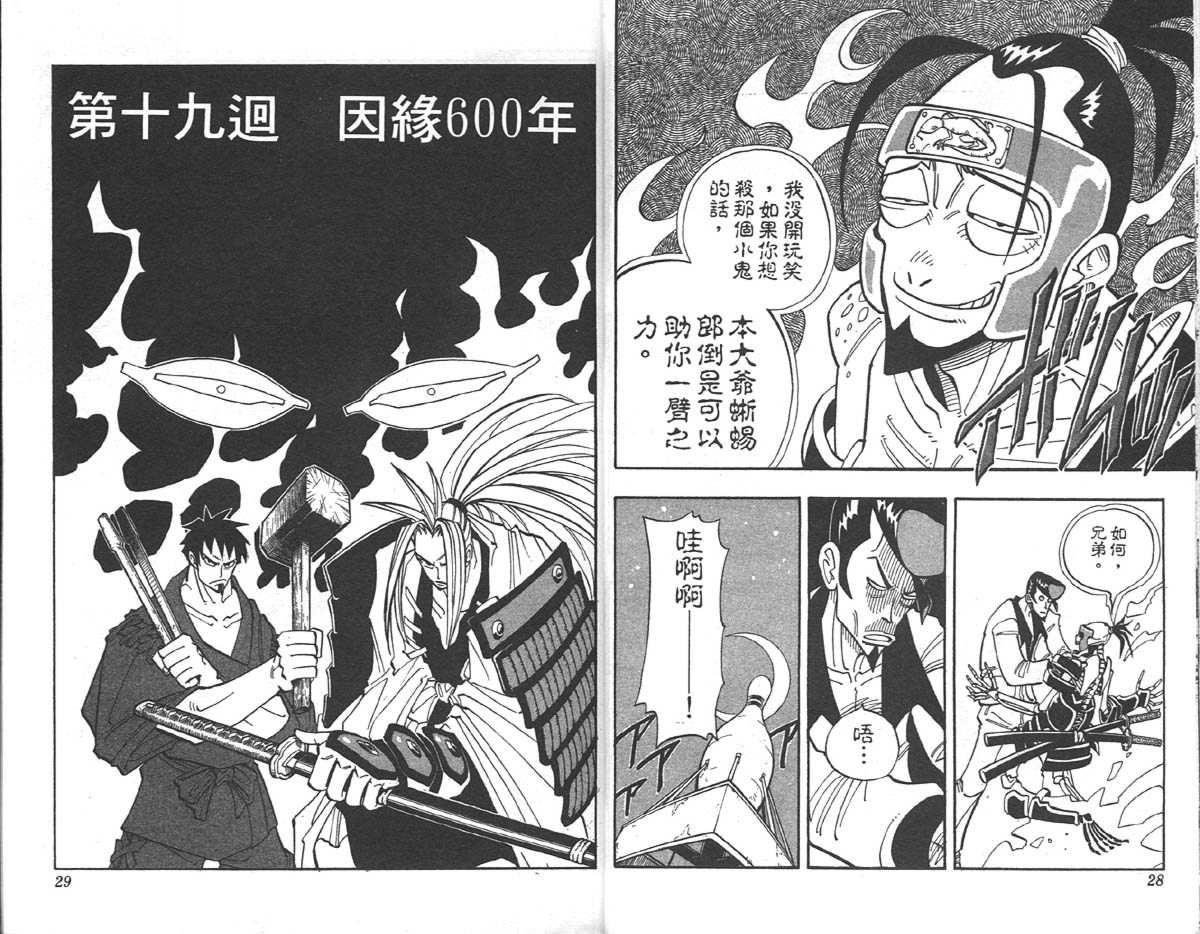 我没開玩笑
，如果你想
殺那個小鬼
的話，
本大爺蜥蜴
郎倒是可以
助你一臂之
力。
如何，
兄弟。
唔…
哇啊啊——！
28
第十九迴 因緣600年
29